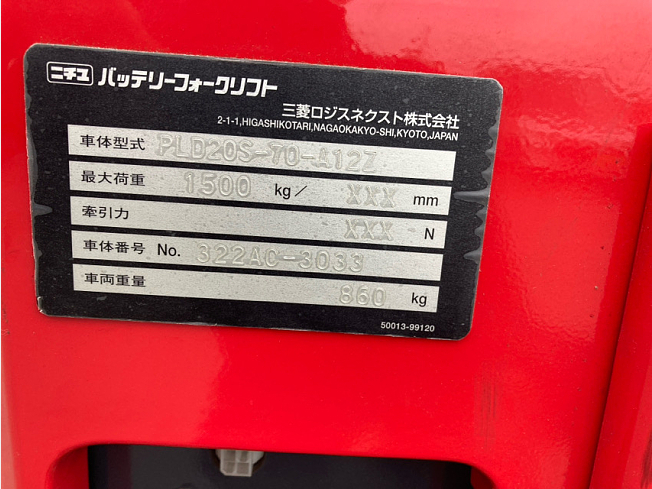 ニチユ バッテリーフォークリフト
三菱ロジスネクスト株式会社
2-1-1,HIGASHIKOTARI,NAGAOKAKYO-SHI,KYOTO,JAPAN
車体型式 PLD20S-70-A12Z
最大荷重 1500 kg/ XXX mm
牽引力 XXX N
車体番号 No. 322AC-3033
車両重量 860 kg
50013-99120